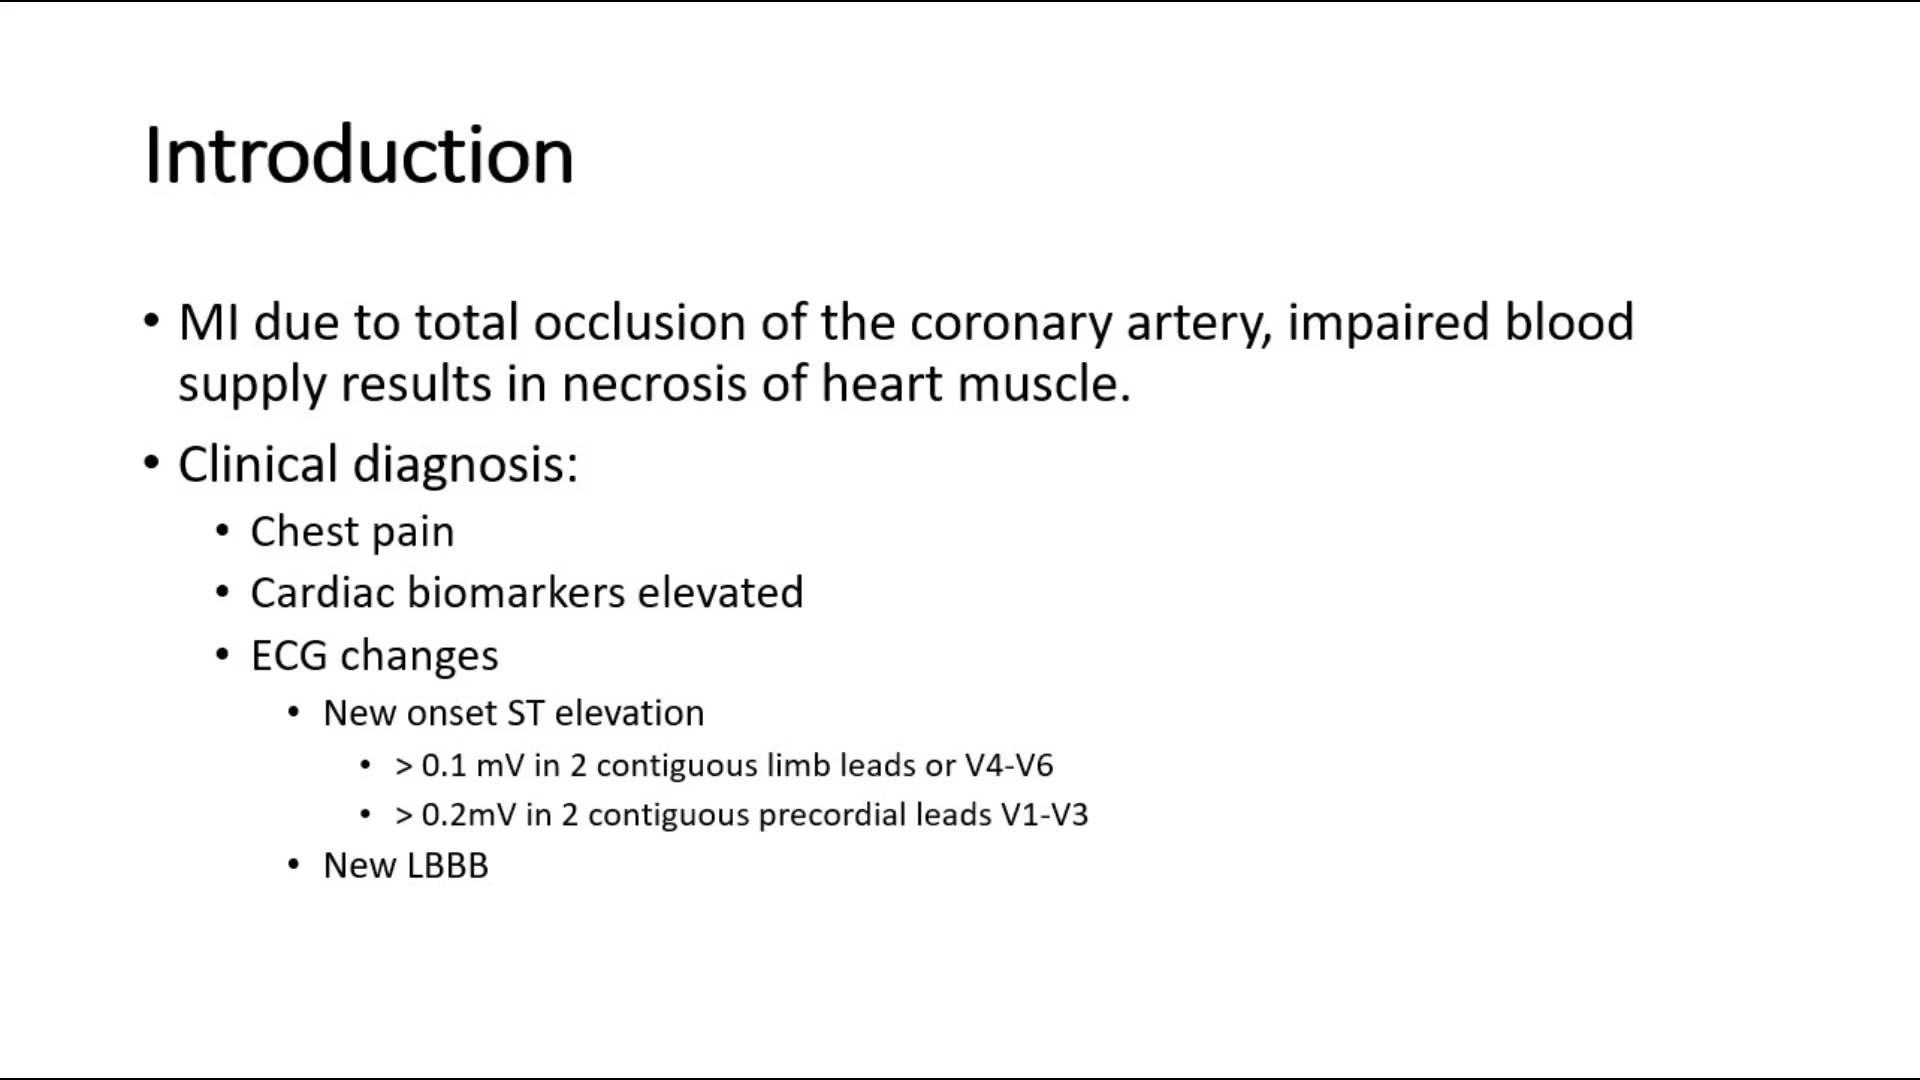 Introduction
• MI due to total occlusion of the coronary artery, impaired blood
supply results in necrosis of heart muscle.
• Clinical diagnosis:
• Chest pain
• Cardiac biomarkers elevated
• ECG changes
• New onset ST elevation
• > 0.1 mV in 2 contiguous limb leads or V4-V6
• > 0.2mV in 2 contiguous precordial leads V1-V3
• New LBBB